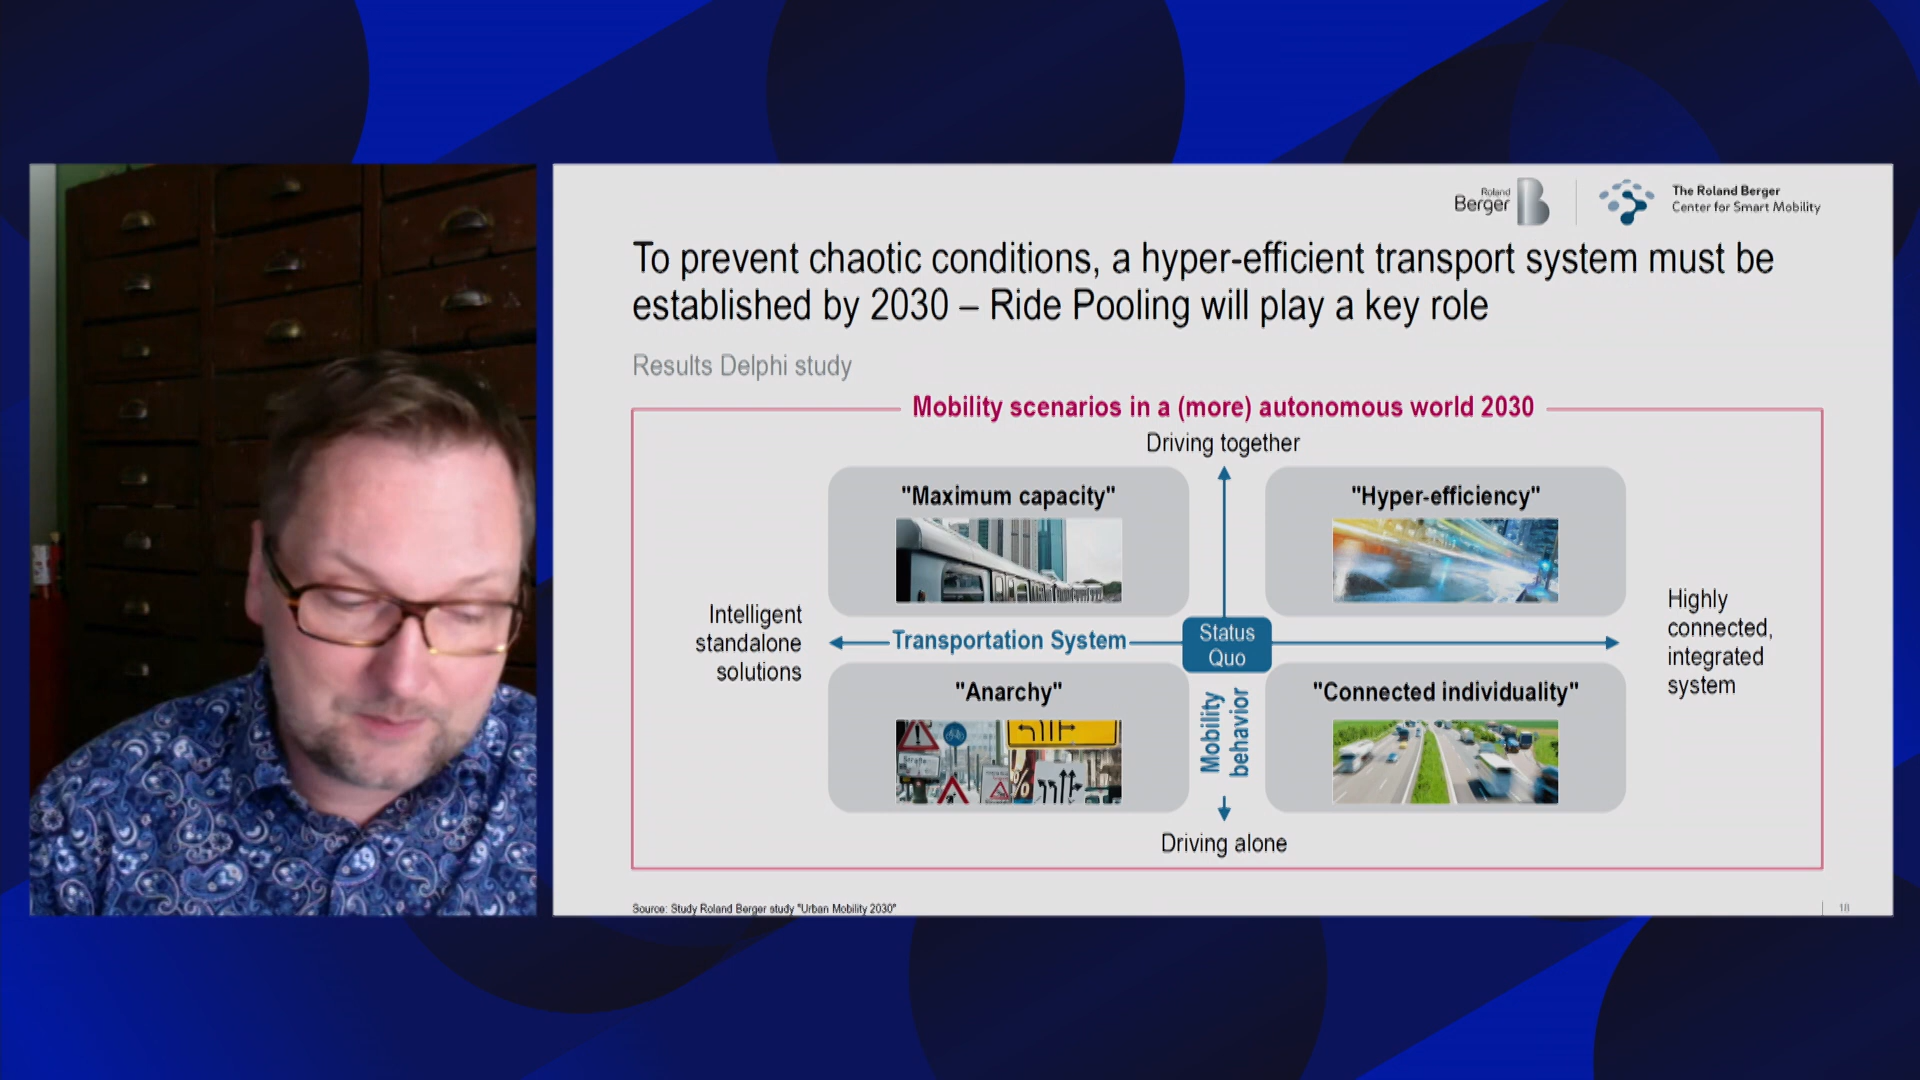 Roland
Berger
The Roland Berger
Center for Smart Mobility
To prevent chaotic conditions, a hyper-efficient transport system must be
established by 2030 – Ride Pooling will play a key role
Results Delphi study
Mobility scenarios in a (more) autonomous world 2030
Driving together
"Maximum capacity"
"Hyper-efficiency"
Intelligent
standalone
solutions
Transportation System
Status
Quo
Highly
connected,
integrated
system
"Anarchy"
"Connected individuality"
Mobility
behavior
Driving alone
Source: Study Roland Berger study "Urban Mobility 2030"
18